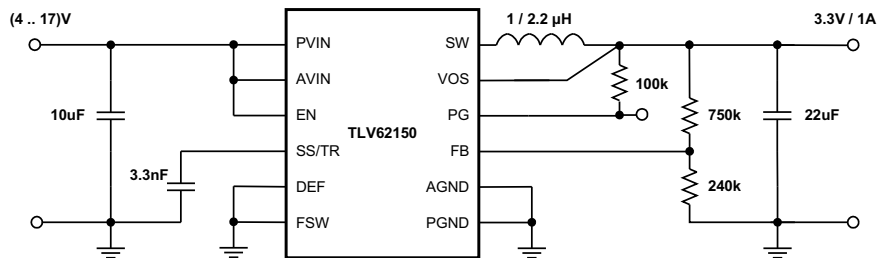 (4 .. 17)V
1 / 2.2 µH
3.3V / 1A
PVIN
SW
AVIN
VOS
100k
10uF
EN
PG
750k
22uF
TLV62150
SS/TR
FB
3.3nF
DEF
AGND
240k
FSW
PGND